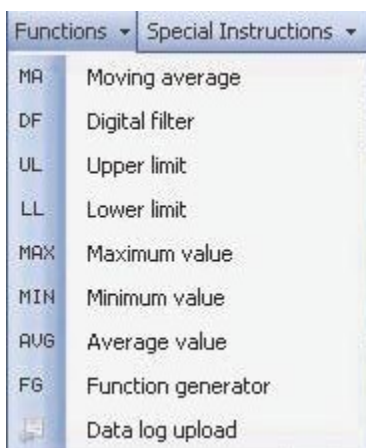 Functions Special Instructions
MA Moving average
DF Digital filter
UL Upper limit
LL Lower limit
MAX Maximum value
MIN Minimum value
AVG Average value
FG Function generator
Data log upload